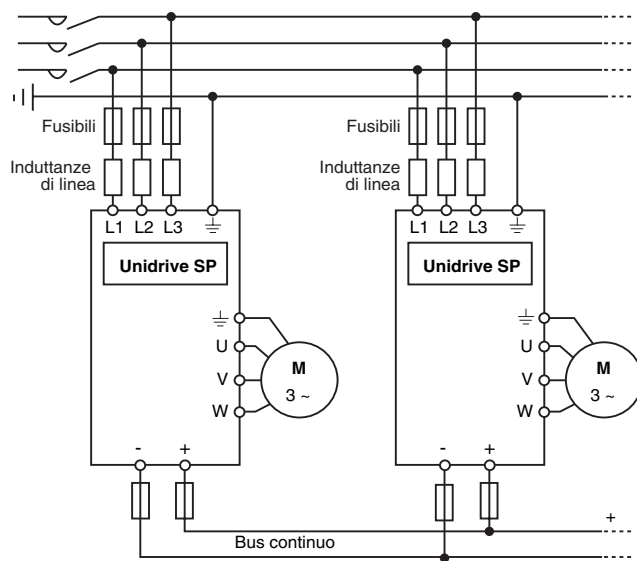 Fusibili
Fusibili
Induttanze
di linea
Induttanze
di linea
L1 L2 L3
L1 L2 L3
Unidrive SP
Unidrive SP
U
V
W
M
3 ~
U
V
W
M
3 ~
- +
- +
+
Bus continuo